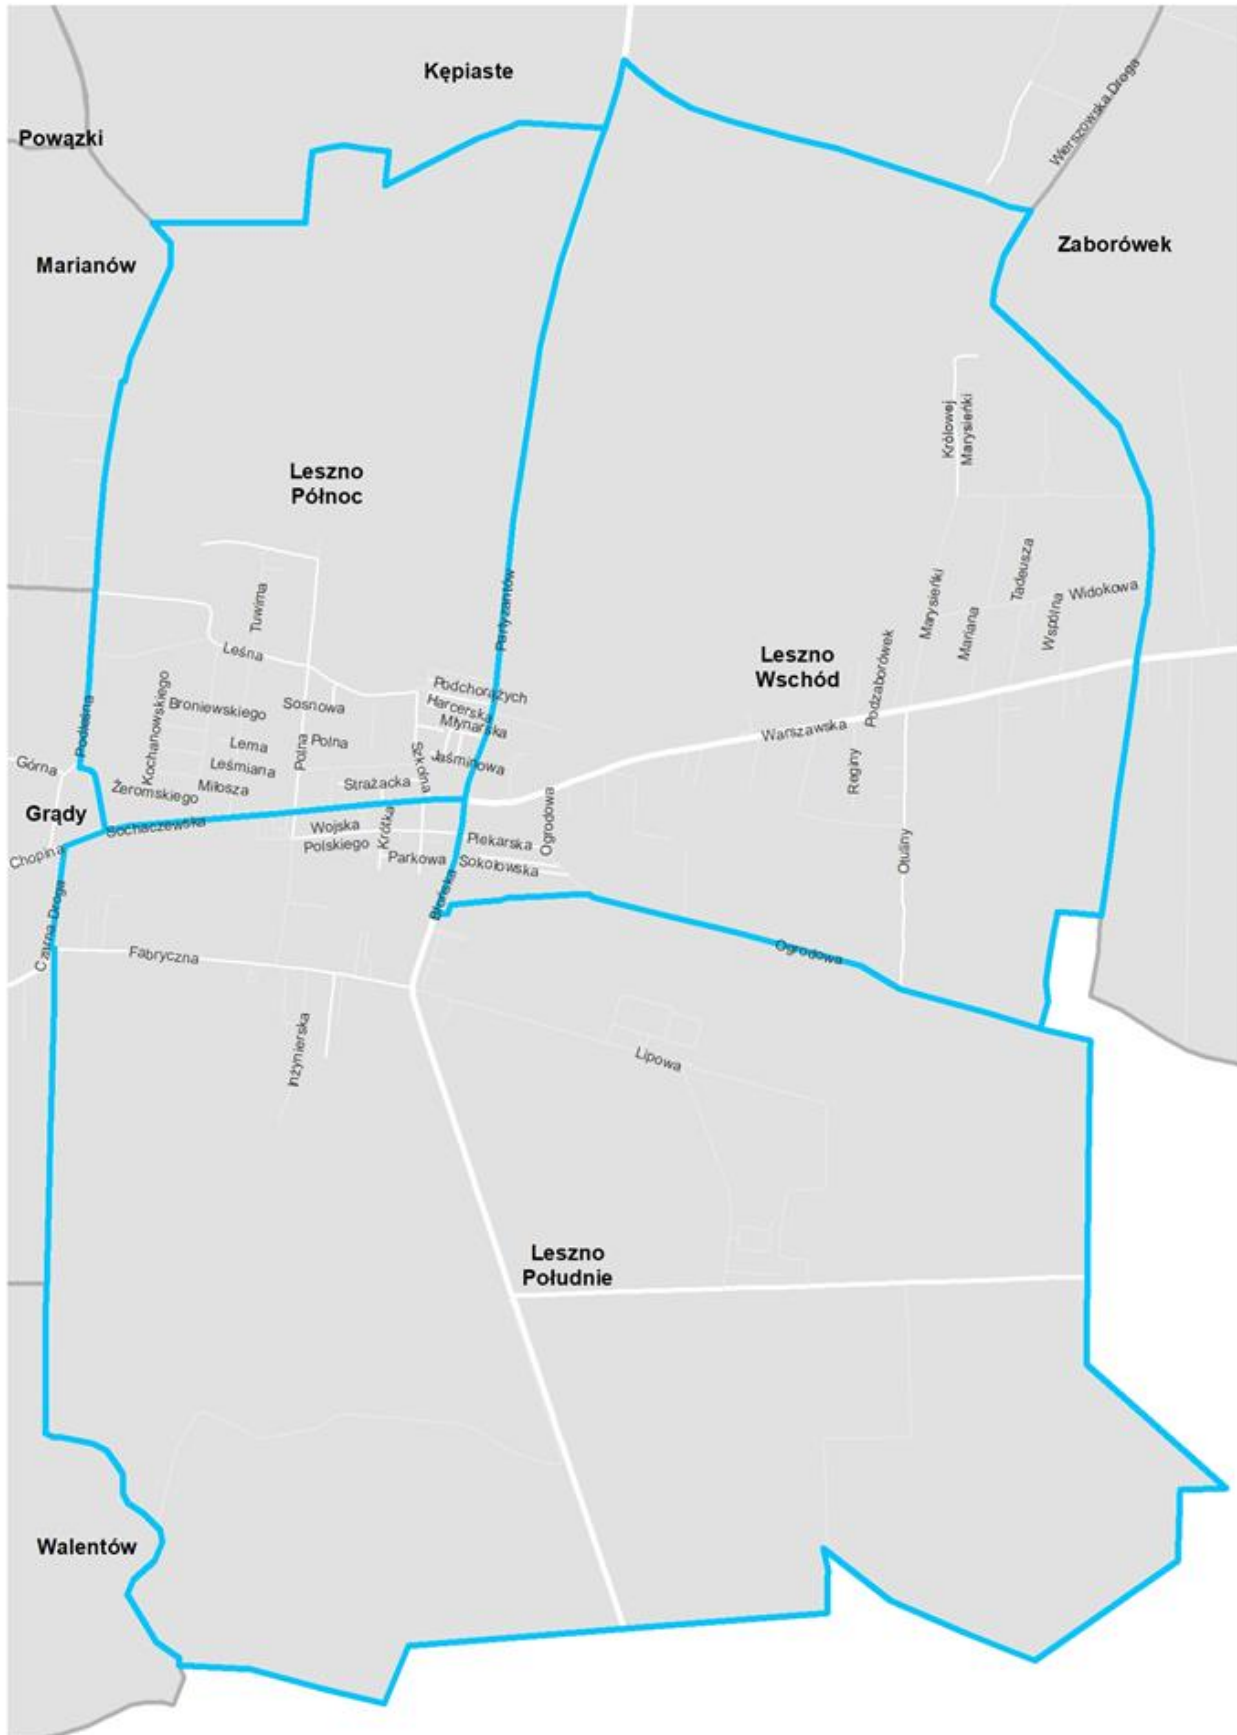 Kępiaste
Wierszowska Droga
Powązki
Zaborówek
Marianów
Królowej
Marysieńki
Leszno
Północ
Tadeusza
Widokowa
Tuwima
Partyzantów
Marysieńki
Mariana
Wspólna
Leśna
Leszno
Wschód
Podzaborówek
Podchorążych
Kochanowskiego
Broniewskiego
Sosnowa
Harcerska
Młynarska
Podleśna
Warszawska
Lema
Polna
Polna
Szkolna
Jaśminowa
Górna
Leśmiana
Reginy
Żeromskiego
Miłosza
Strażacka
Grądy
Sochaczewska
Wojska
Polskiego
Krótka
Piekarska
Ogrodowa
Chopina
Parkowa
Sokołowska
Otuliny
Czarna Droga
Błońska
Fabryczna
Ogrodowa
Inżynierska
Lipowa
Leszno
Południe
Walentów